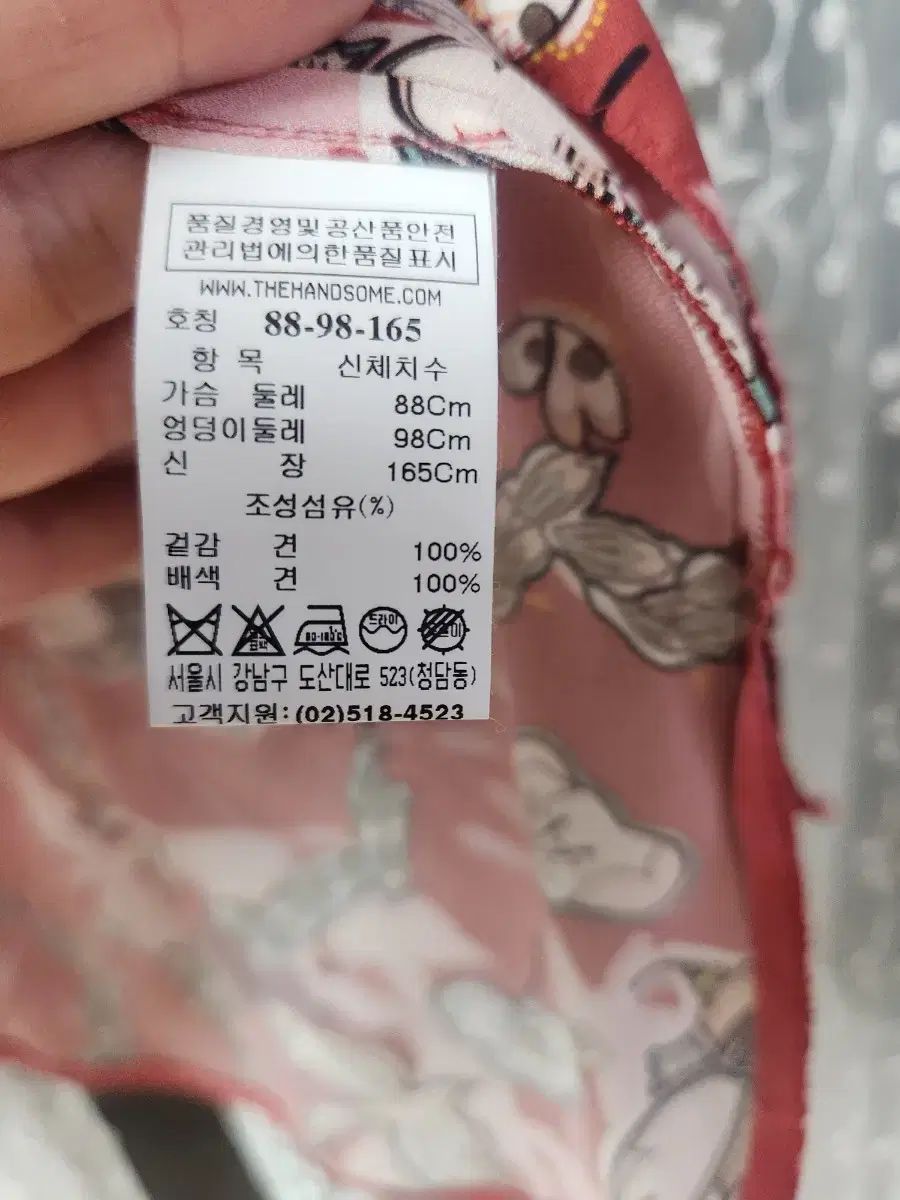 품질경영및공산품안전
관리법에의한품질표시
WWW.THEHANDSOME.COM
호칭 88-98-165
항 목 신체치수
가슴 둘레 88Cm
엉덩이둘레 98Cm
신 장 165Cm
조성섬유(%)
겉감 견 100%
배색 견 100%
드라이
서울시 강남구 도산대로 523(청담동)
고객지원: (02)518-4523